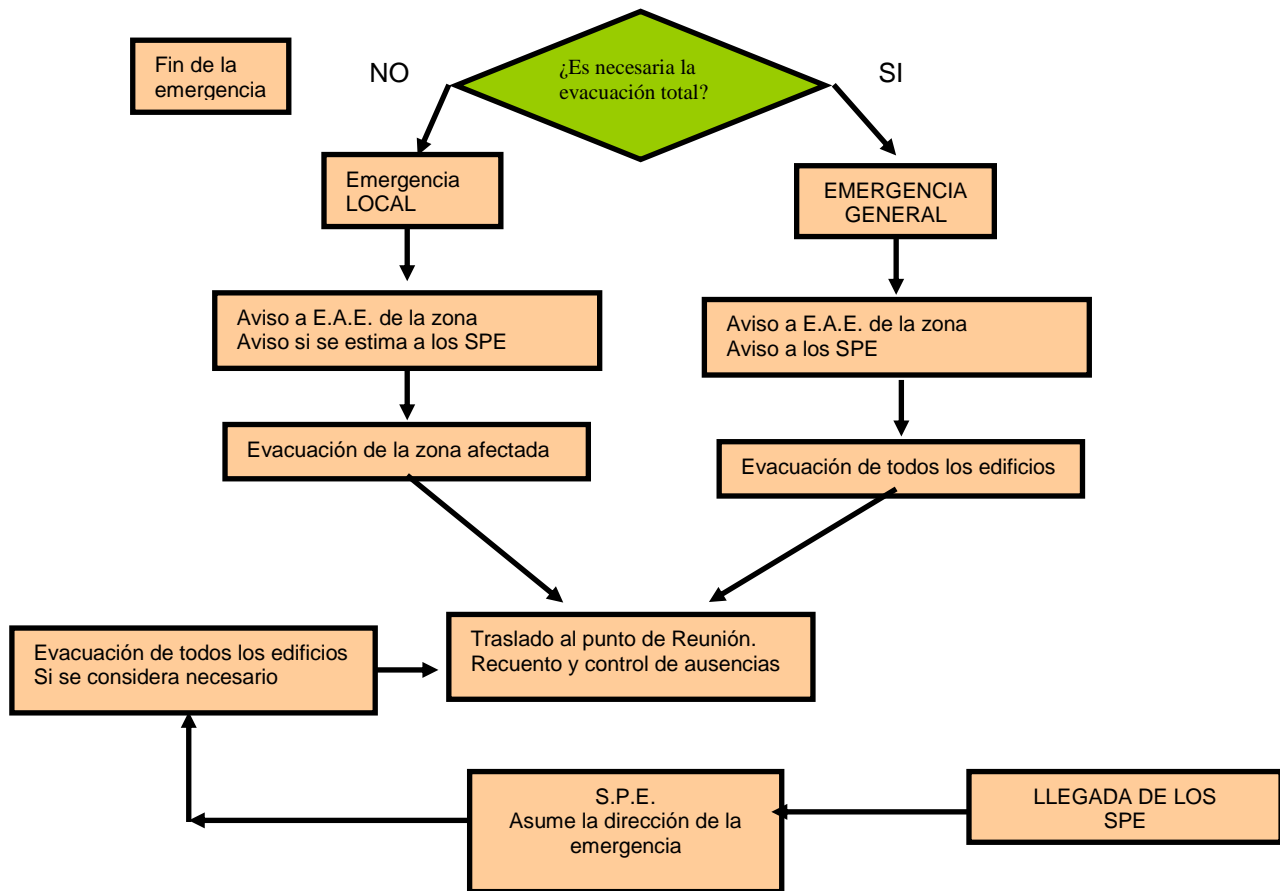 Fin de la
emergencia
NO
¿Es necesaria la
evacuación total?
SI
Emergencia
LOCAL
EMERGENCIA
GENERAL
Aviso a E.A.E. de la zona
Aviso si se estima a los SPE
Aviso a E.A.E. de la zona
Aviso a los SPE
Evacuación de la zona afectada
Evacuación de todos los edificios
Evacuación de todos los edificios
Si se considera necesario
Traslado al punto de Reunión.
Recuento y control de ausencias
S.P.E.
Asume la dirección de la
emergencia
LLEGADA DE LOS
SPE